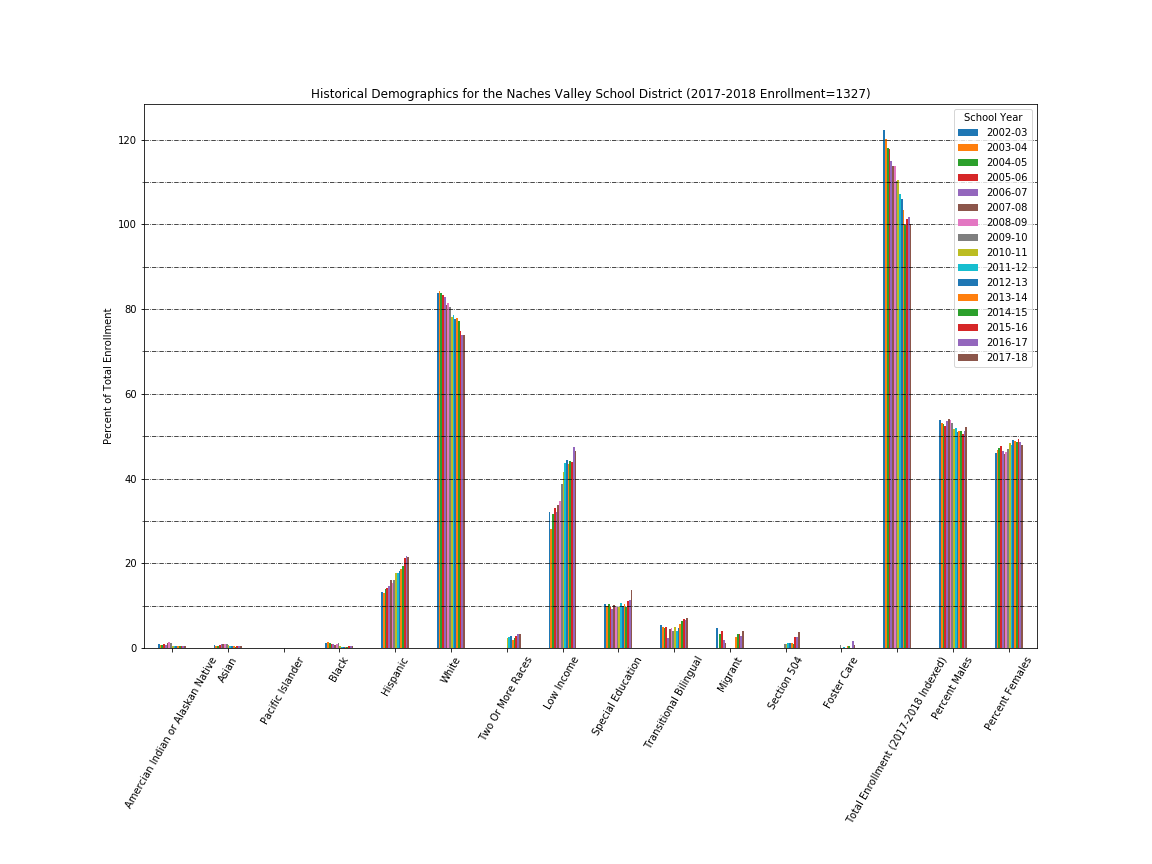 Historical Demographics for the Naches Valley School District (2017-2018 Enrollment=1327)
Percent of Total Enrollment
120
100
80
60
40
20
0
School Year
2002-03
2003-04
2004-05
2005-06
2006-07
2007-08
2008-09
2009-10
2010-11
2011-12
2012-13
2013-14
2014-15
2015-16
2016-17
2017-18
Amercian Indian or Alaskan Native
Asian
Pacific Islander
Black
Hispanic
White
Two Or More Races
Low Income
Special Education
Transitional Bilingual
Migrant
Section 504
Foster Care
Total Enrollment (2017-2018 Indexed)
Percent Males
Percent Females